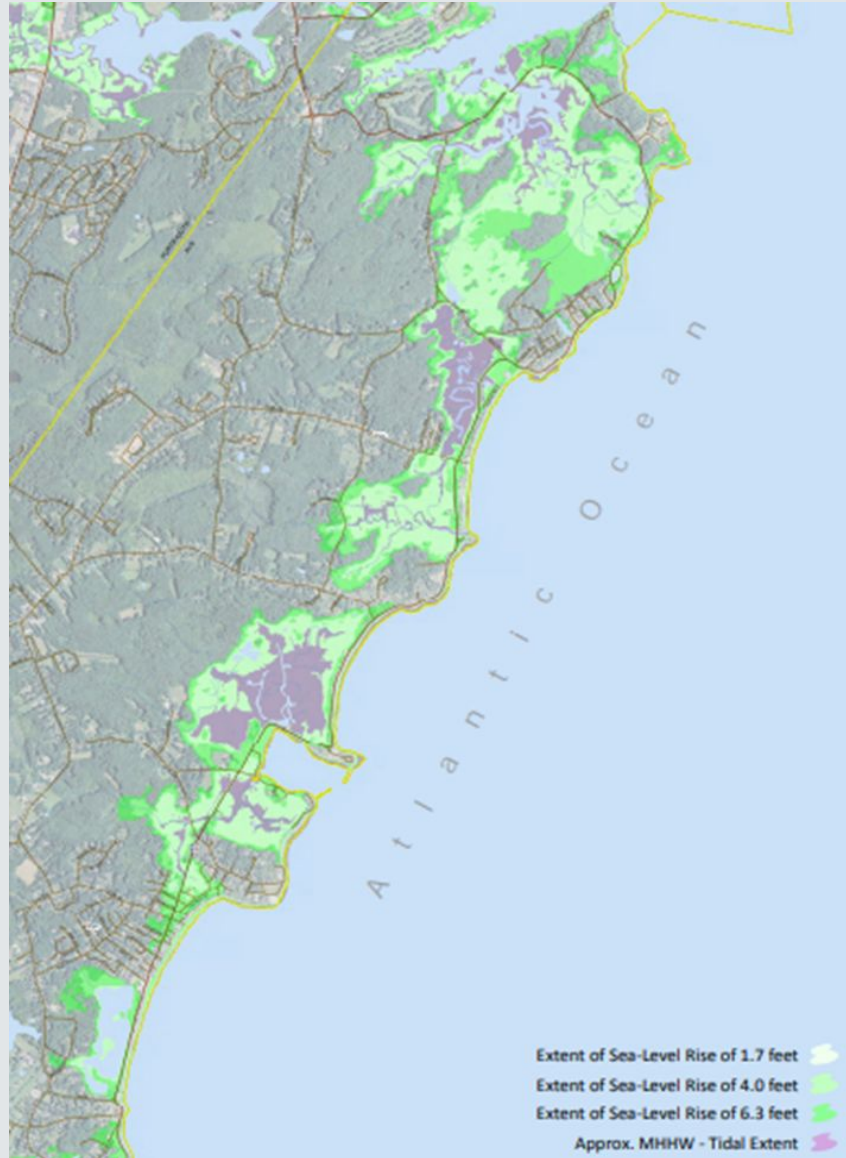 Atlantic Ocean
Extent of Sea-Level Rise of 1.7 feet
Extent of Sea-Level Rise of 4.0 feet
Extent of Sea-Level Rise of 6.3 feet
Approx. MHHW - Tidal Extent